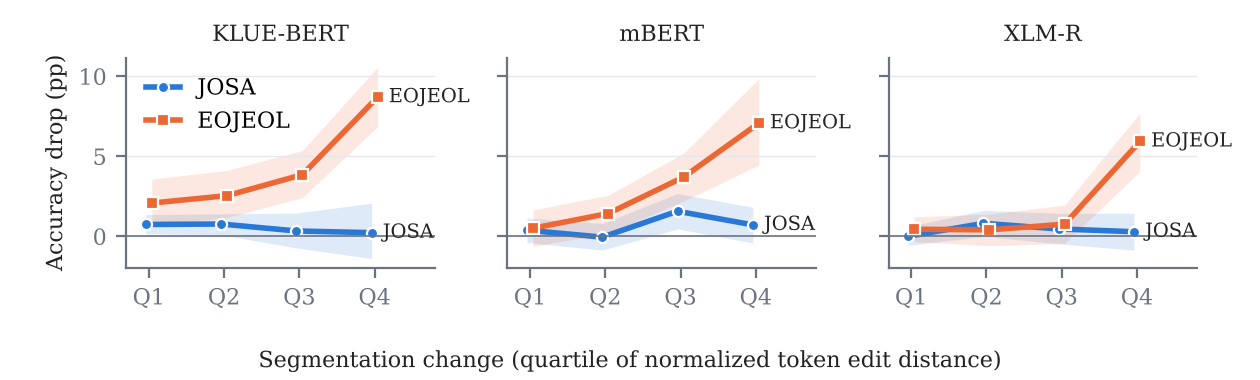 KLUE-BERT
mBERT
XLM-R
Accuracy drop (pp)
10
5
0
JOSA
EOJEOL
EOJEOL
JOSA
EOJEOL
JOSA
EOJEOL
JOSA
Q1 Q2 Q3 Q4
Q1 Q2 Q3 Q4
Q1 Q2 Q3 Q4
Segmentation change (quartile of normalized token edit distance)